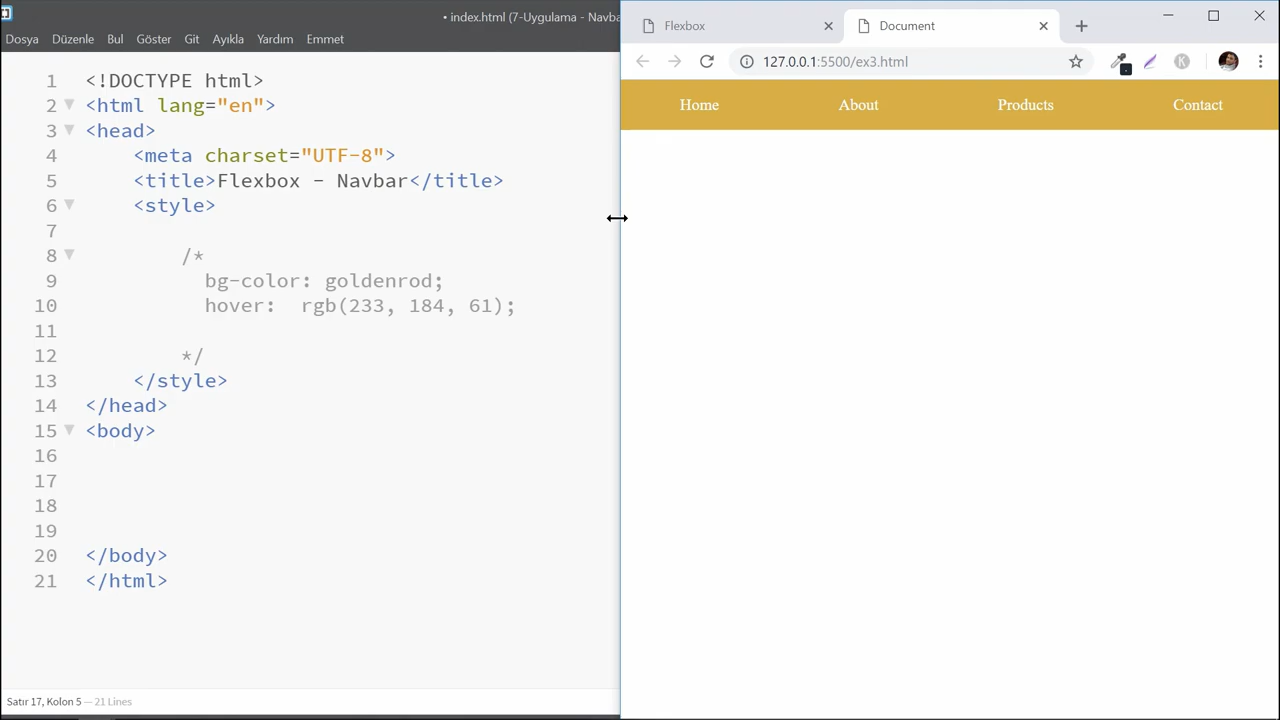 • index.html (7-Uygulama - Navba
Dosya Düzenle Bul Göster Git Ayıkla Yardım Emmet
1 <!DOCTYPE html>
2 <html lang="en">
3 <head>
4 <meta charset="UTF-8">
5 <title>Flexbox - Navbar</title>
6 <style>
7
8 /*
9 bg-color: goldenrod;
10 hover: rgb(233, 184, 61);
11
12 */
13 </style>
14 </head>
15 <body>
16
17
18
19
20 </body>
21 </html>
Satır 17, Kolon 5 — 21 Lines
Flexbox Document
127.0.0.1:5500/ex3.html
K
Home About Products Contact